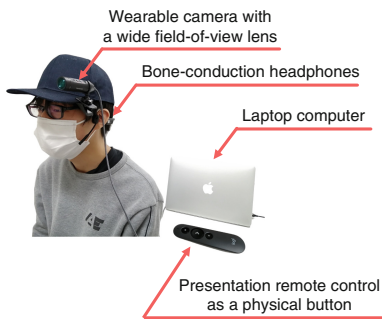 Wearable camera with
a wide field-of-view lens
Bone-conduction headphones
Laptop computer
AE
Presentation remote control
as a physical button